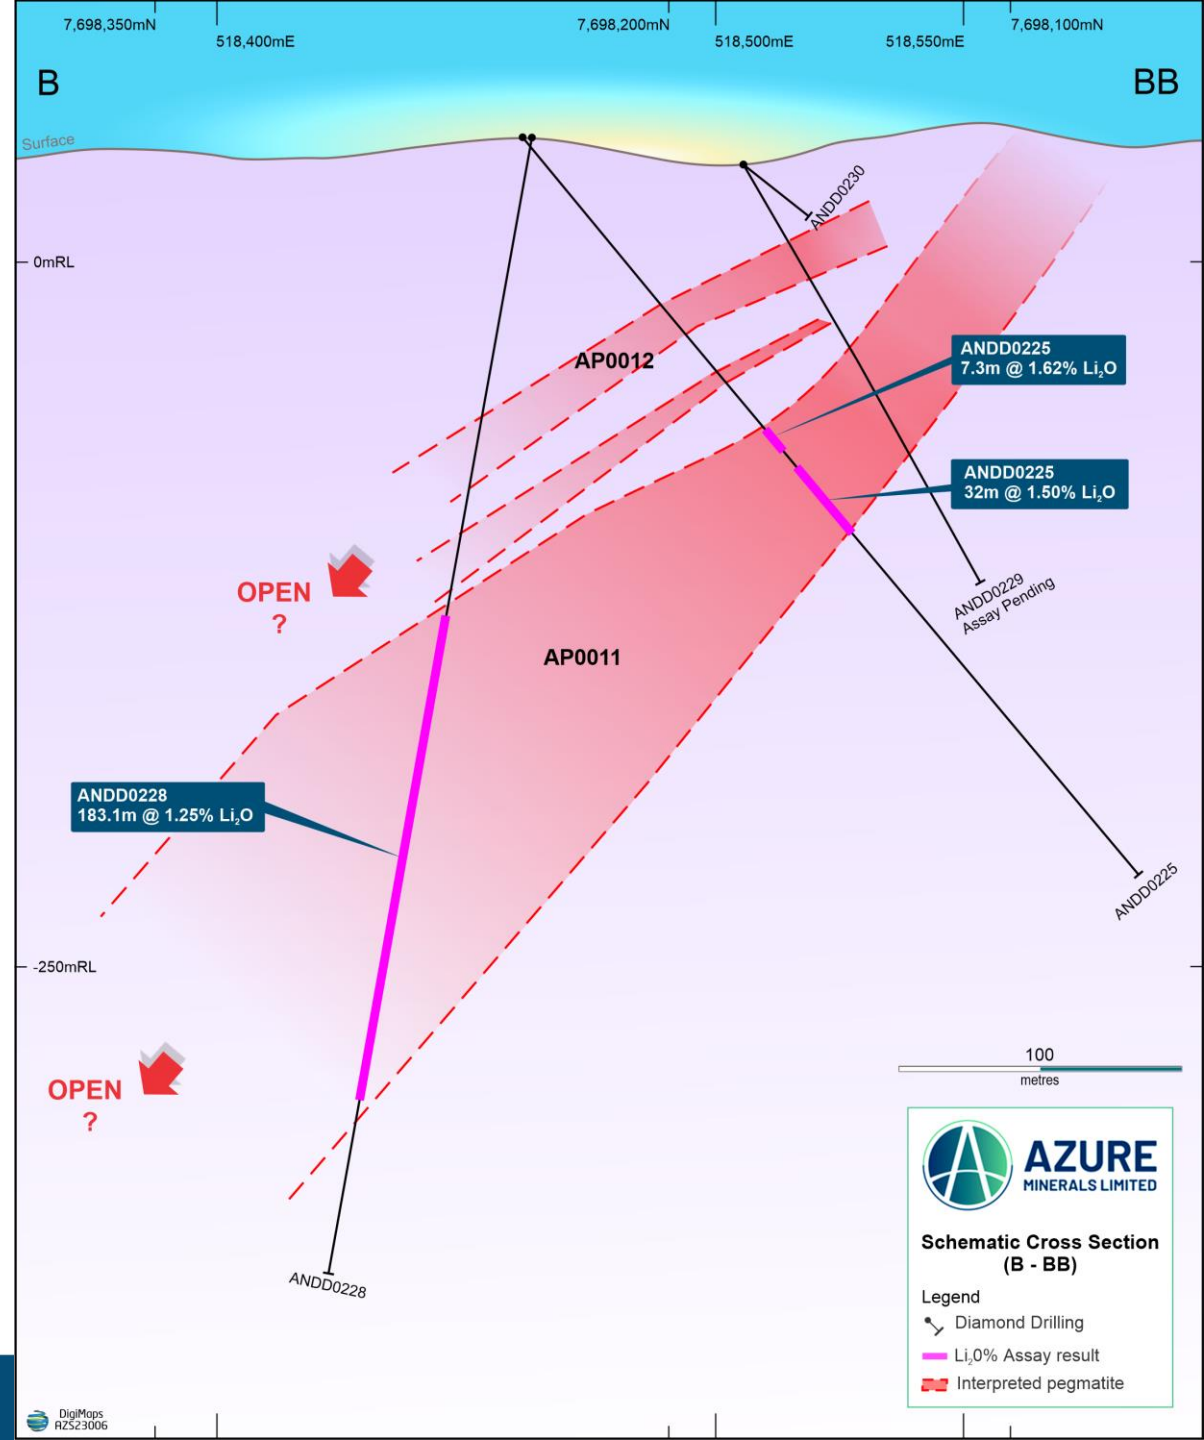 7,698,350mN
518,400mE
7,698,200mN
518,500mE
518,550mE
7,698,100mN
B
BB
Surface
ANDD0230
0mRL
AP0012
ANDD0225
7.3m @ 1.62% Li₂O
ANDD0225
32m @ 1.50% Li₂O
OPEN
?
ANDD0229
Assay Pending
AP0011
ANDD0228
183.1m @ 1.25% Li₂O
ANDD0225
-250mRL
OPEN
?
100
metres
AZURE
MINERALS LIMITED
Schematic Cross Section
(B - BB)
Legend
Diamond Drilling
Li₂0% Assay result
Interpreted pegmatite
ANDD0228
DigiMaps
AZS23006